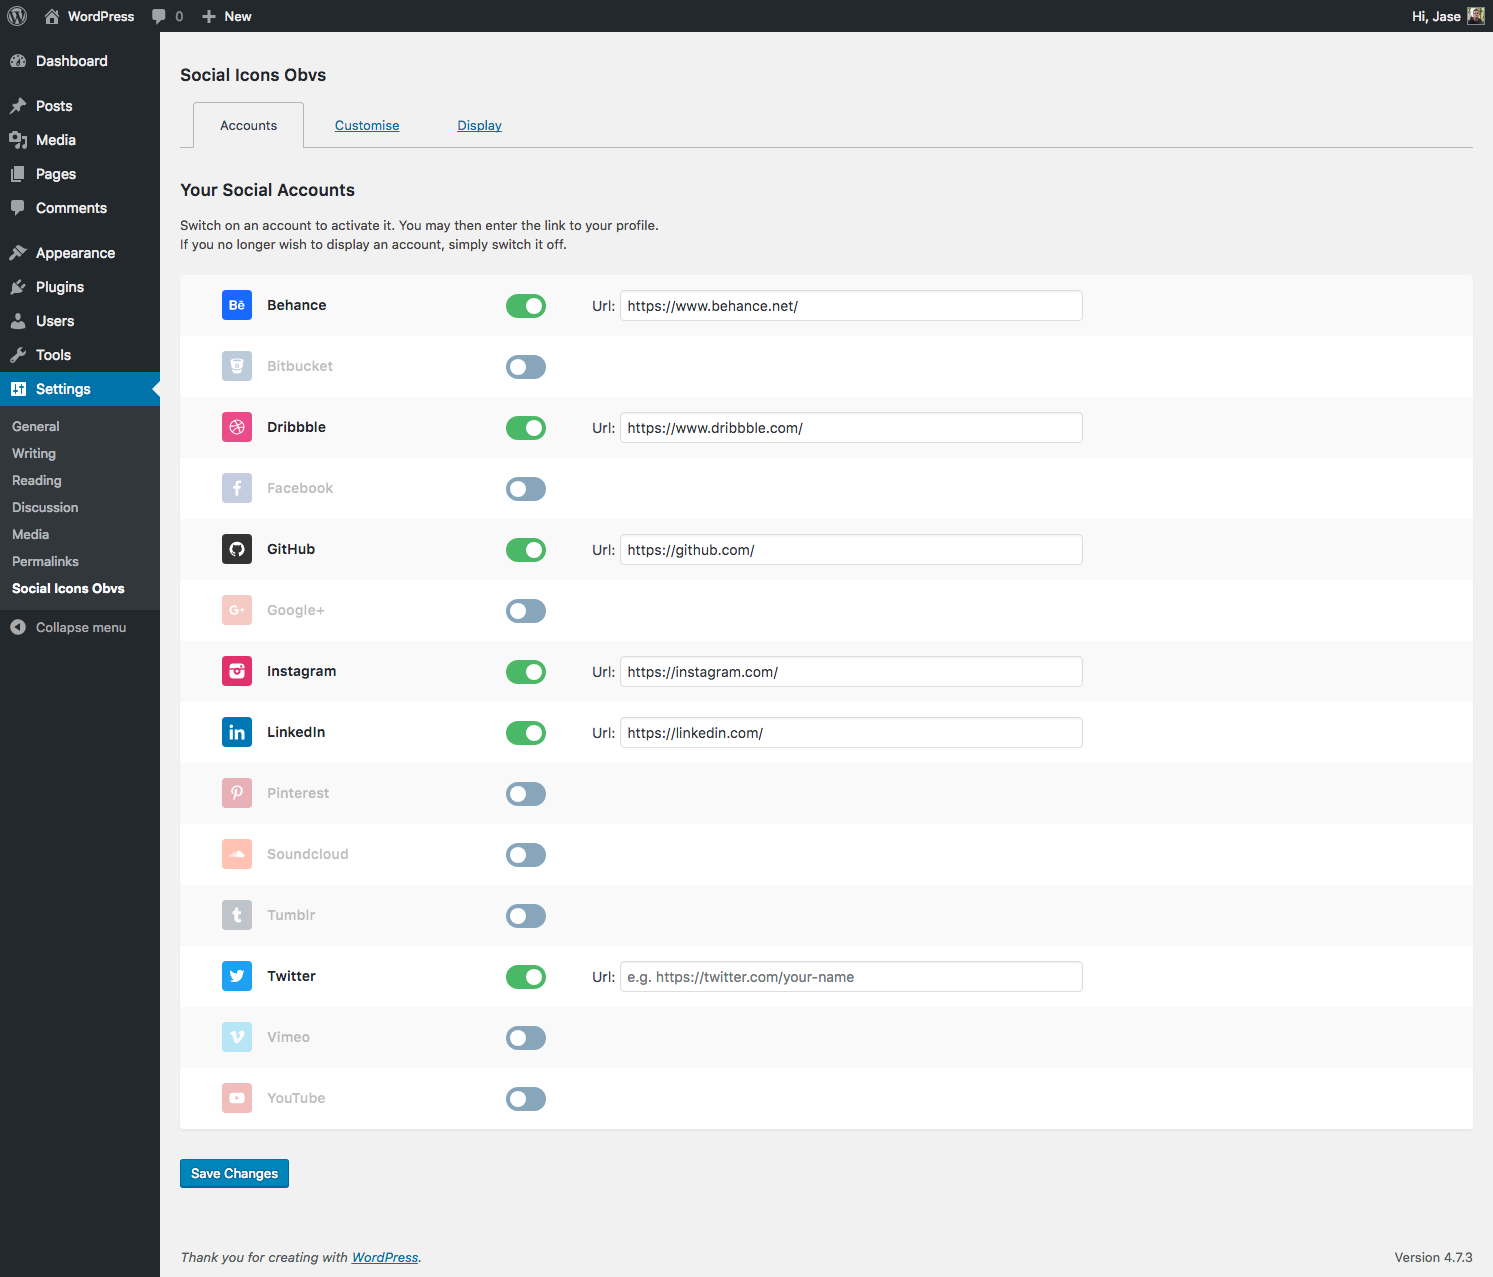 WordPress 0 New Hi, Jase
Dashboard
Posts
Media
Pages
Comments
Appearance
Plugins
Users
Tools
Settings
General
Writing
Reading
Discussion
Media
Permalinks
Social Icons Obvs
Collapse menu
Social Icons Obvs
Accounts Customise Display
Your Social Accounts
Switch on an account to activate it. You may then enter the link to your profile.
If you no longer wish to display an account, simply switch it off.
Bē Behance Url: https://www.behance.net/
Bitbucket
Dribbble Url: https://www.dribbble.com/
f Facebook
GitHub Url: https://github.com/
G+ Google+
Instagram Url: https://instagram.com/
in LinkedIn Url: https://linkedin.com/
Pinterest
Soundcloud
t Tumblr
Twitter Url: e.g. https://twitter.com/your-name
Vimeo
YouTube
Save Changes
Thank you for creating with WordPress. Version 4.7.3